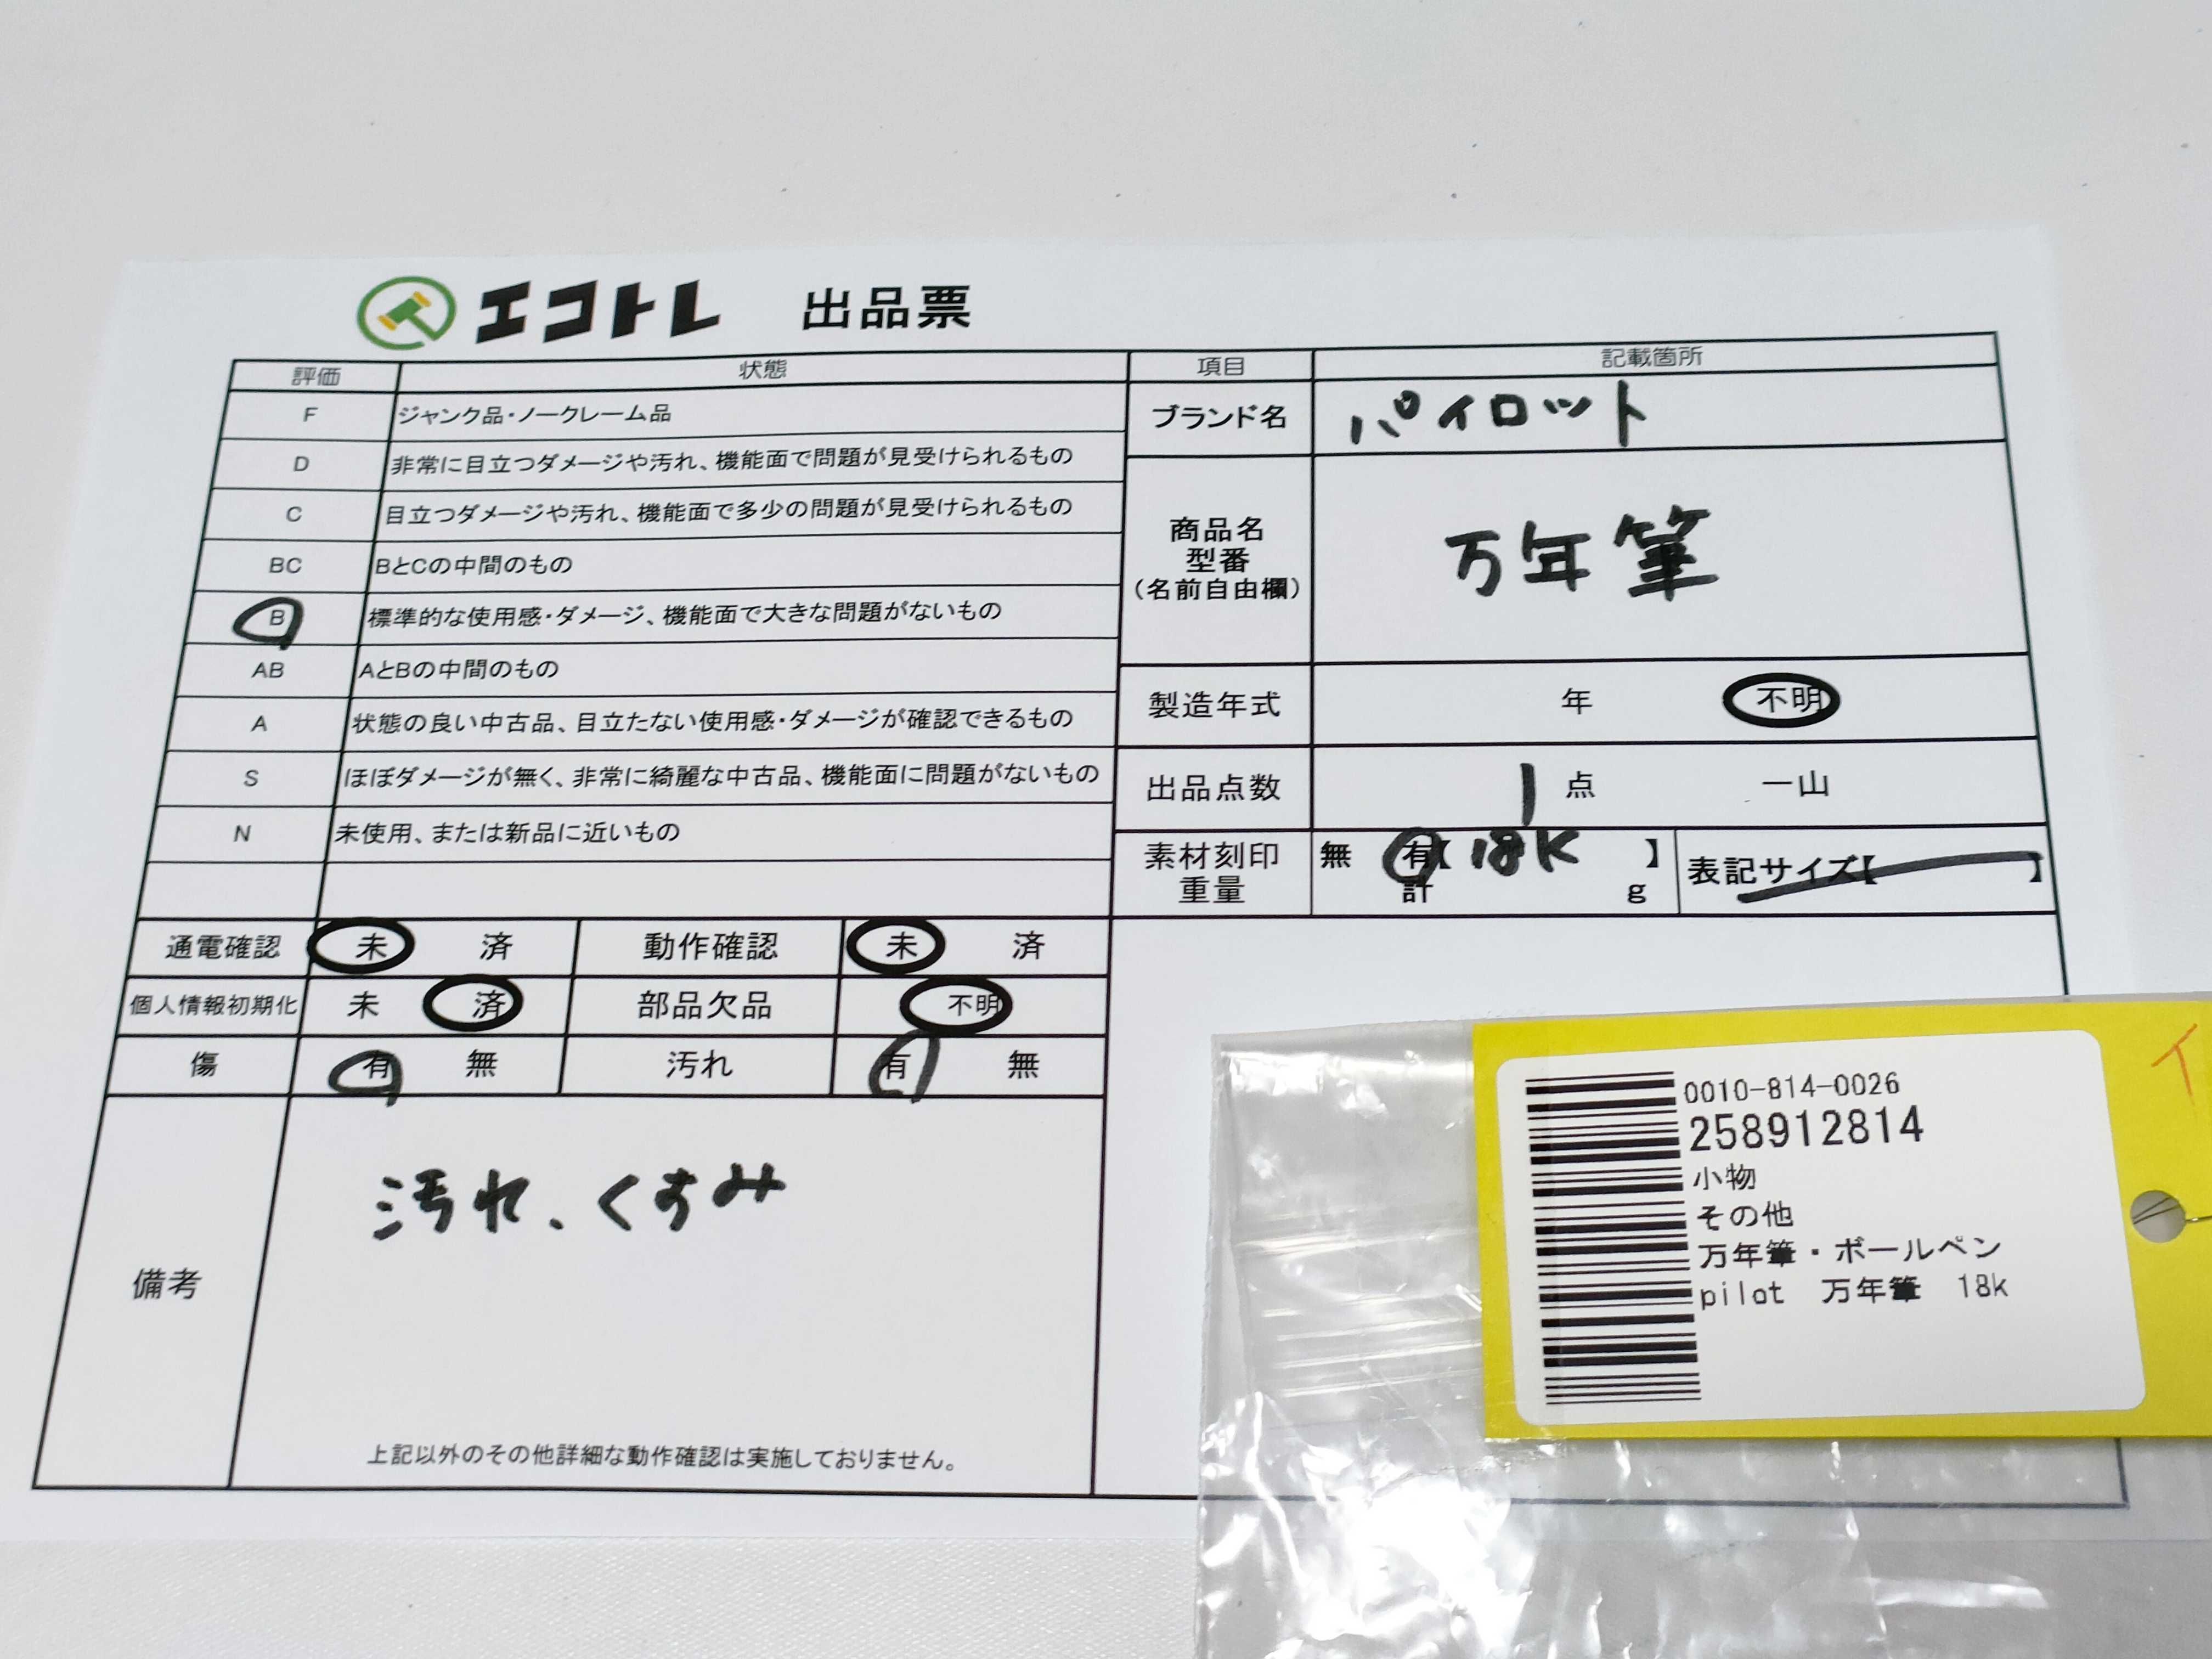 エコトレ 出品票
評価 状態
F ジャンク品・ノークレーム品
D 非常に目立つダメージや汚れ、機能面で問題が見受けられるもの
C 目立つダメージや汚れ、機能面で多少の問題が見受けられるもの
BC BとCの中間のもの
B 標準的な使用感・ダメージ、機能面で大きな問題がないもの
AB AとBの中間のもの
A 状態の良い中古品、目立たない使用感・ダメージが確認できるもの
S ほぼダメージが無く、非常に綺麗な中古品、機能面に問題がないもの
N 未使用、または新品に近いもの
項目 記載箇所
ブランド名 パイロット
商品名
型番
(名前自由欄)
万年筆
製造年式 年 不明
出品点数 1 点 一山
素材刻印 無 有【 18K 】
重量 計 g
表記サイズ【 】
通電確認 未 済 動作確認 未 済
個人情報初期化 未 済 部品欠品 不明
傷 有 無 汚れ 有 無
備考
汚れ、くすみ
上記以外のその他詳細な動作確認は実施しておりません。
0010-814-0026
258912814
小物
その他
万年筆・ボールペン
pilot 万年筆 18k